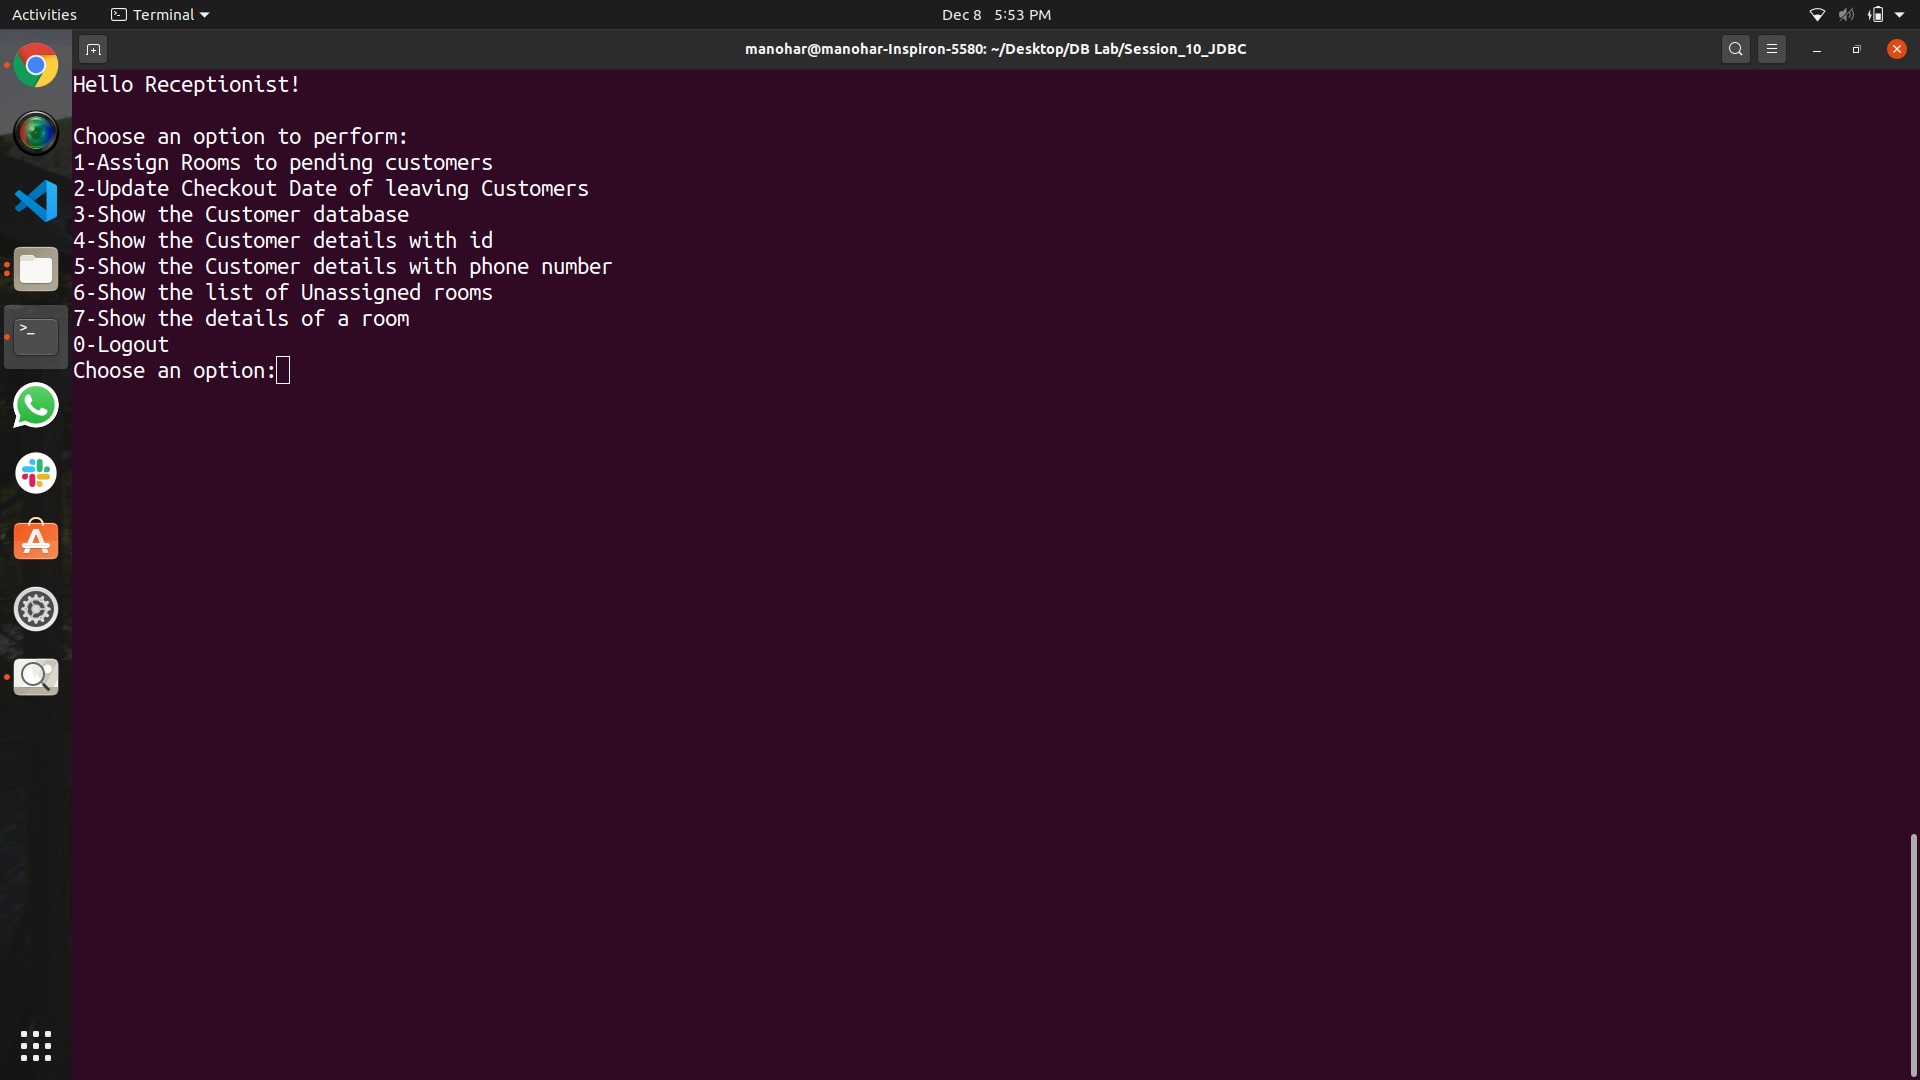 Activities
Terminal
Dec 8 5:53 PM
manohar@manohar-Inspiron-5580: ~/Desktop/DB Lab/Session_10_JDBC
Hello Receptionist!
Choose an option to perform:
1-Assign Rooms to pending customers
2-Update Checkout Date of leaving Customers
3-Show the Customer database
4-Show the Customer details with id
5-Show the Customer details with phone number
6-Show the list of Unassigned rooms
7-Show the details of a room
0-Logout
Choose an option: